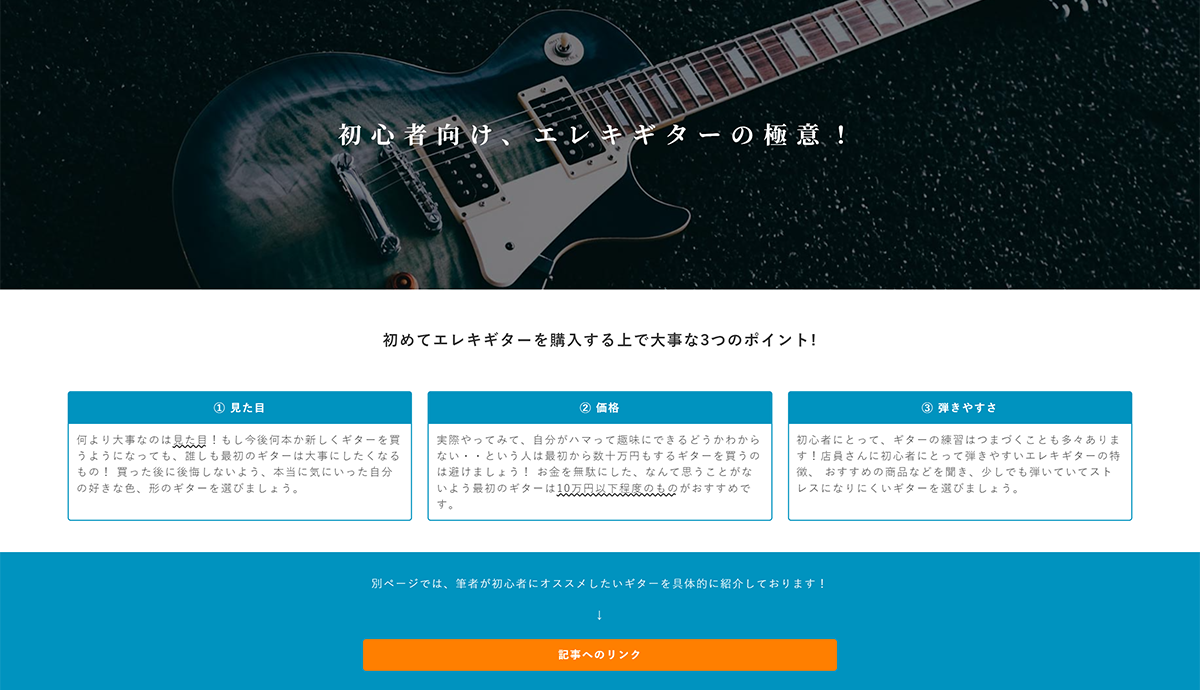 初心者向け、エレキギターの極意！
初めてエレキギターを購入する上で大事な3つのポイント!
① 見た目
何より大事なのは見た目！もし今後何本か新しくギターを買
うようになっても、誰しも最初のギターは大事にしたくなる
もの！ 買った後に後悔しないよう、本当に気にいった自分
の好きな色、形のギターを選びましょう。
② 価格
実際やってみて、自分がハマって趣味にできるどうかわから
ない・・という人は最初から数十万円もするギターを買うの
は避けましょう！ お金を無駄にした、なんて思うことがな
いよう最初のギターは10万円以下程度のものがおすすめで
す。
③ 弾きやすさ
初心者にとって、ギターの練習はつまづくことも多々ありま
す！店員さんに初心者にとって弾きやすいエレキギターの特
徴、 おすすめの商品などを聞き、少しでも弾いていてスト
レスになりにくいギターを選びましょう。
別ページでは、筆者が初心者にオススメしたいギターを具体的に紹介しております！
↓
記事へのリンク